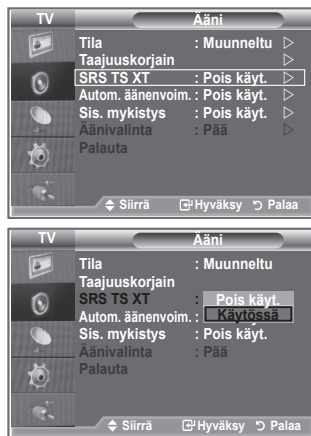 TV Ääni
Tila : Muunneltu
Taajuuskorjain
SRS TS XT : Pois käyt.
Autom. äänenvoim. : Pois käyt.
Sis. mykistys : Pois käyt.
Äänivalinta : Pää
Palauta
Siirrä Hyväksy Palaa
TV Ääni
Tila : Muunneltu
Taajuuskorjain
SRS TS XT : Pois käyt.
Autom. äänenvoim. : Käytössä
Sis. mykistys : Pois käyt.
Äänivalinta : Pää
Palauta
Siirrä Hyväksy Palaa